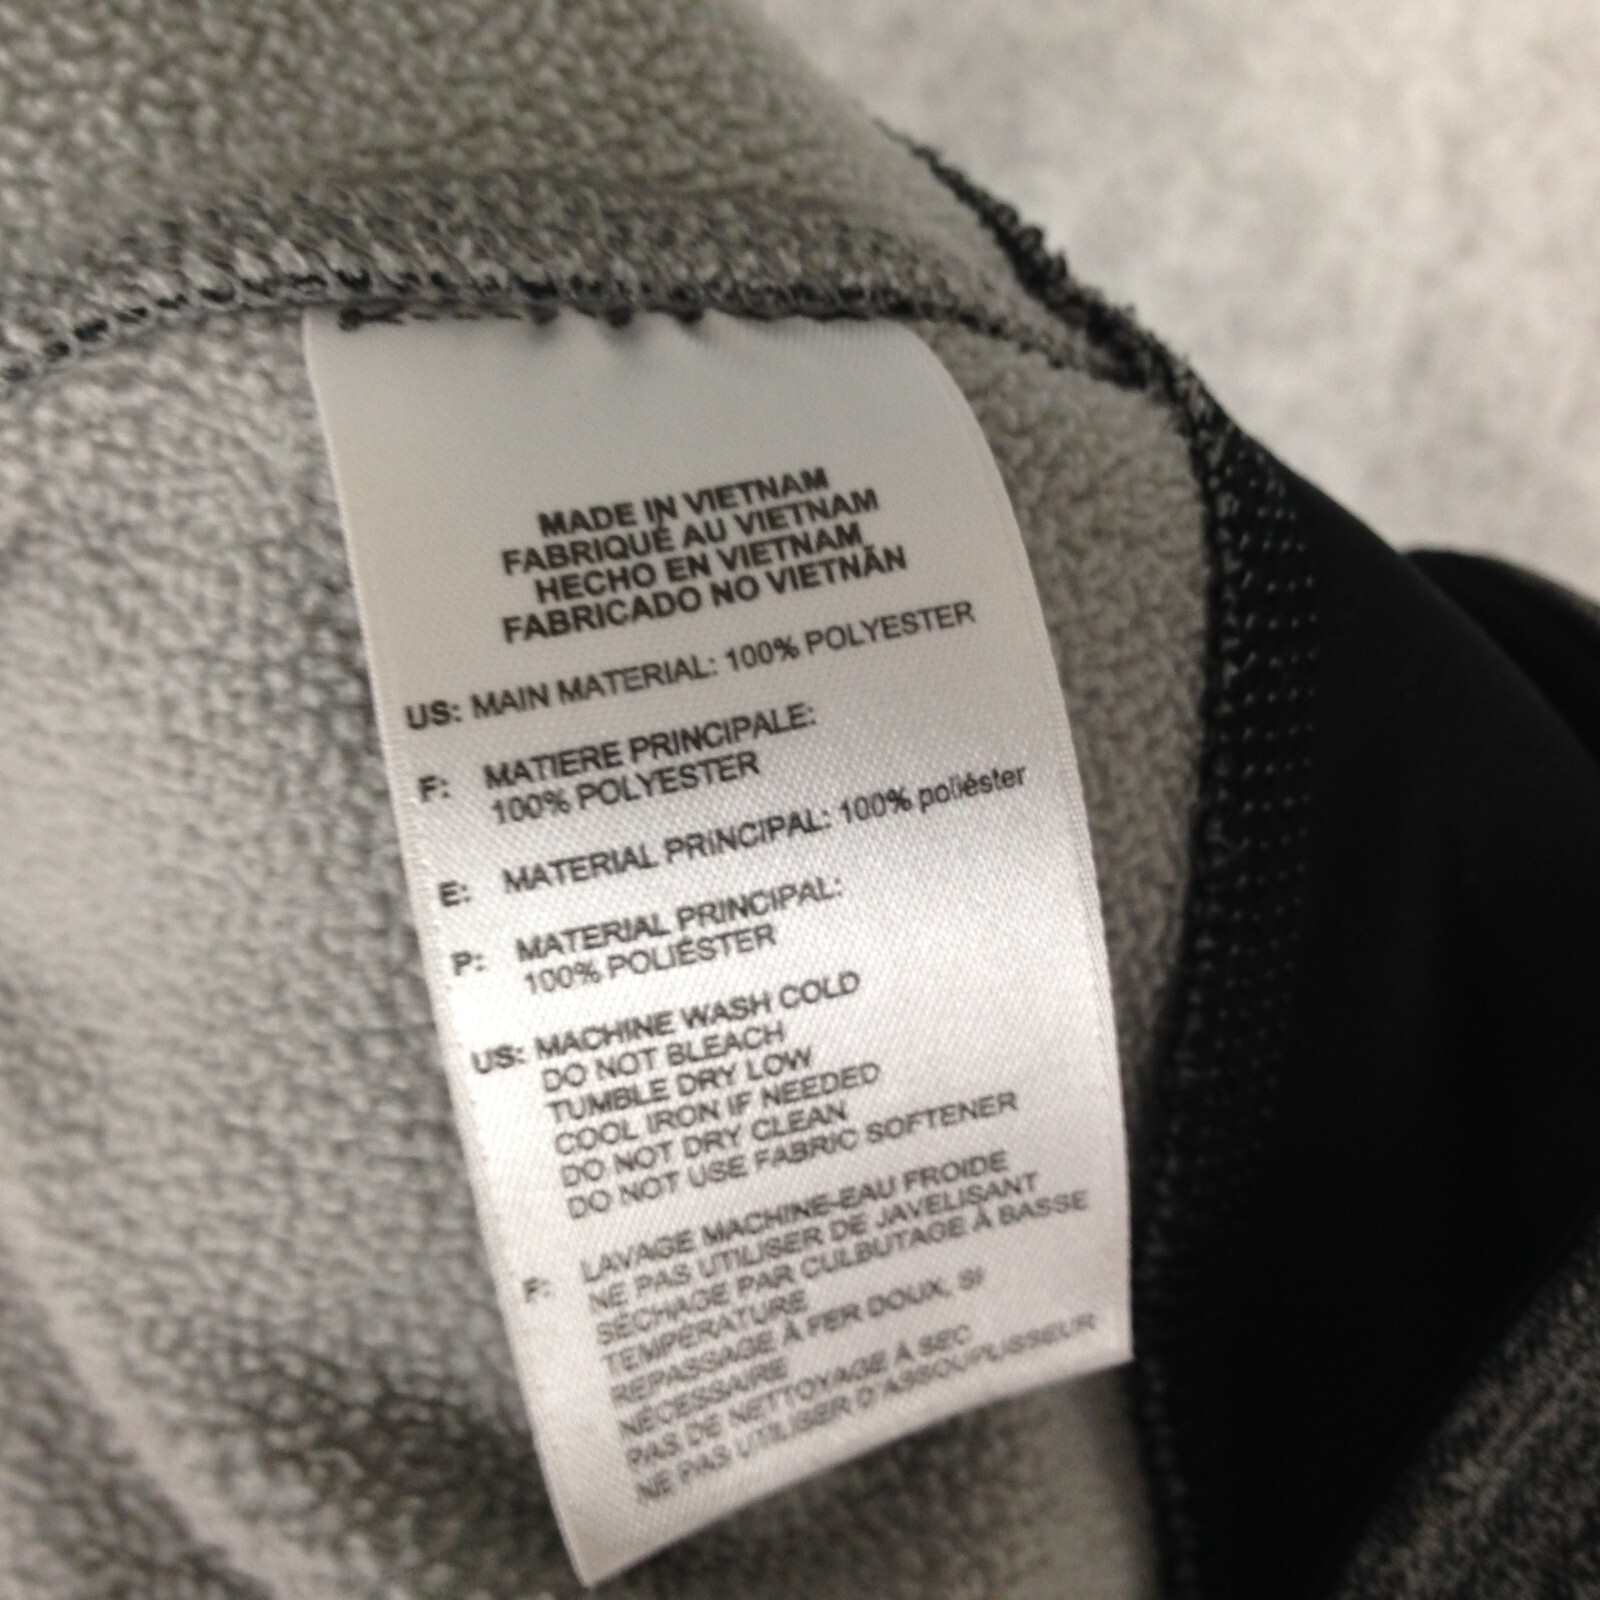 MADE IN VIETNAM
FABRIQUÉ AU VIETNAM
HECHO EN VIETNAM
FABRICADO NO VIETNÃN
US: MAIN MATERIAL: 100% POLYESTER
F: MATIERE PRINCIPALE:
100% POLYESTER
E: MATERIAL PRINCIPAL: 100% poliéster
P: MATERIAL PRINCIPAL:
100% POLIÉSTER
US: MACHINE WASH COLD
DO NOT BLEACH
TUMBLE DRY LOW
COOL IRON IF NEEDED
DO NOT DRY CLEAN
DO NOT USE FABRIC SOFTENER
F: LAVAGE MACHINE-EAU FROIDE
NE PAS UTILISER DE JAVELISANT
SÉCHAGE PAR CULBUTAGE À BASSE
TEMPÉRATURE
REPASSAGE À FER DOUX, SI
NÉCESSAIRE
PAS DE NETTOYAGE À SEC
NE PAS UTILISER D'ASSOUPLISSEUR